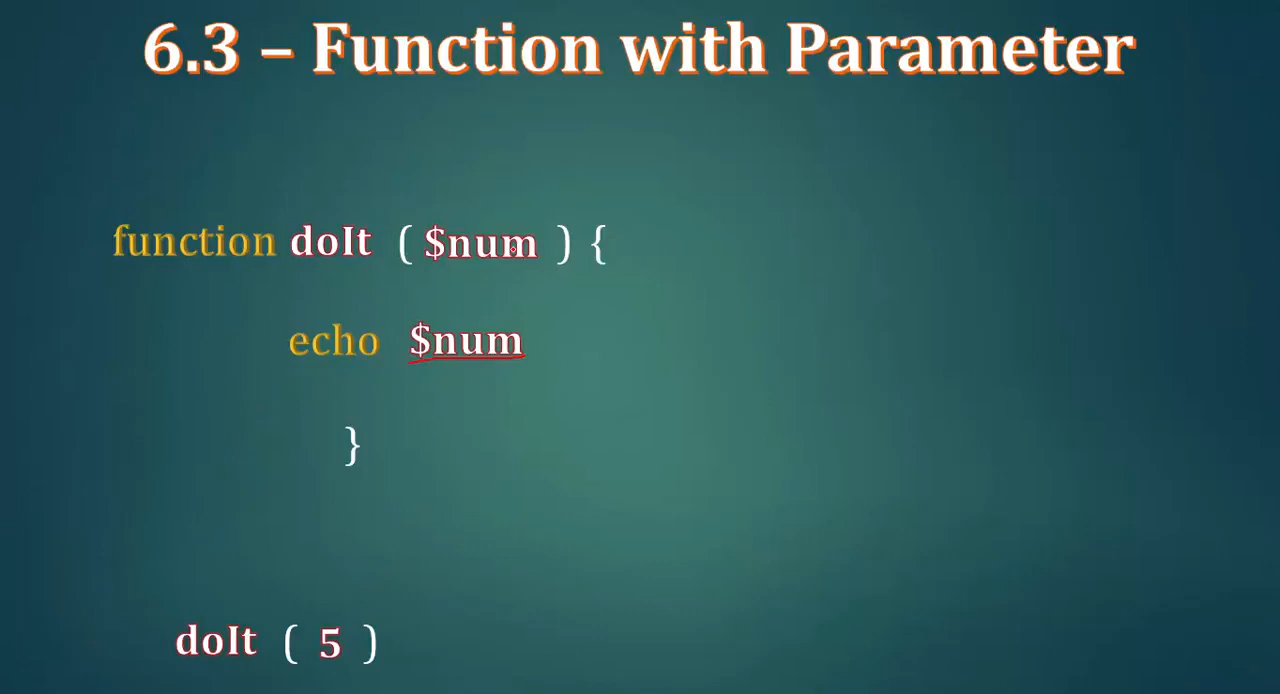 6.3 – Function with Parameter
function doIt ( $num ) {
echo $num
}
doIt ( 5 )